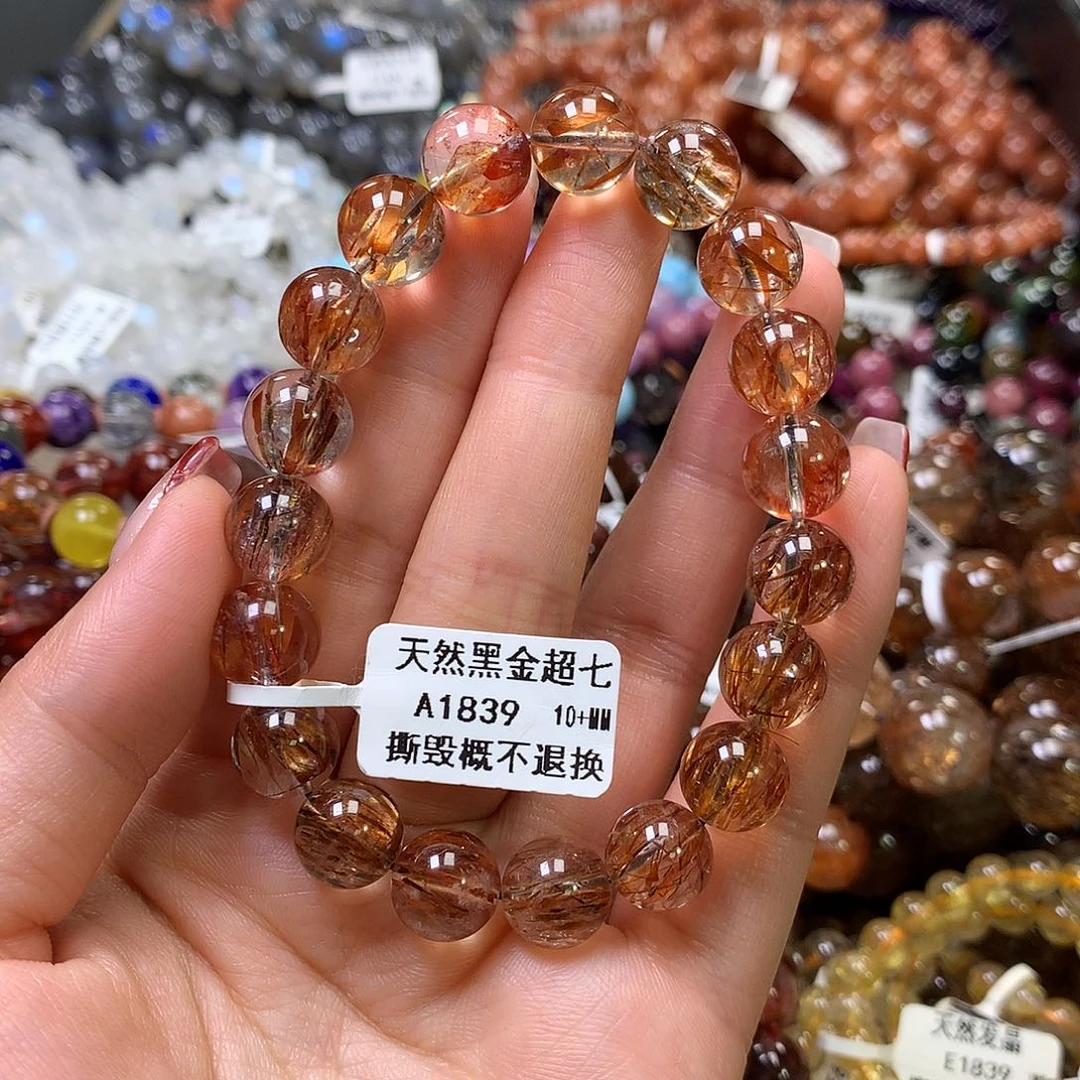 天然黑金超七
A1839 10+MM
撕毁概不退换
天然发晶
E1839